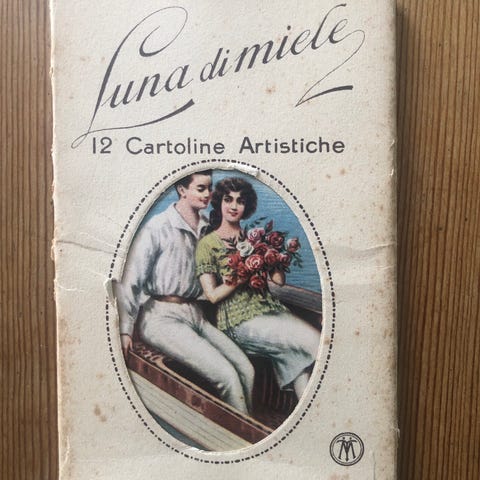 Luna di miele
12 Cartoline Artistiche